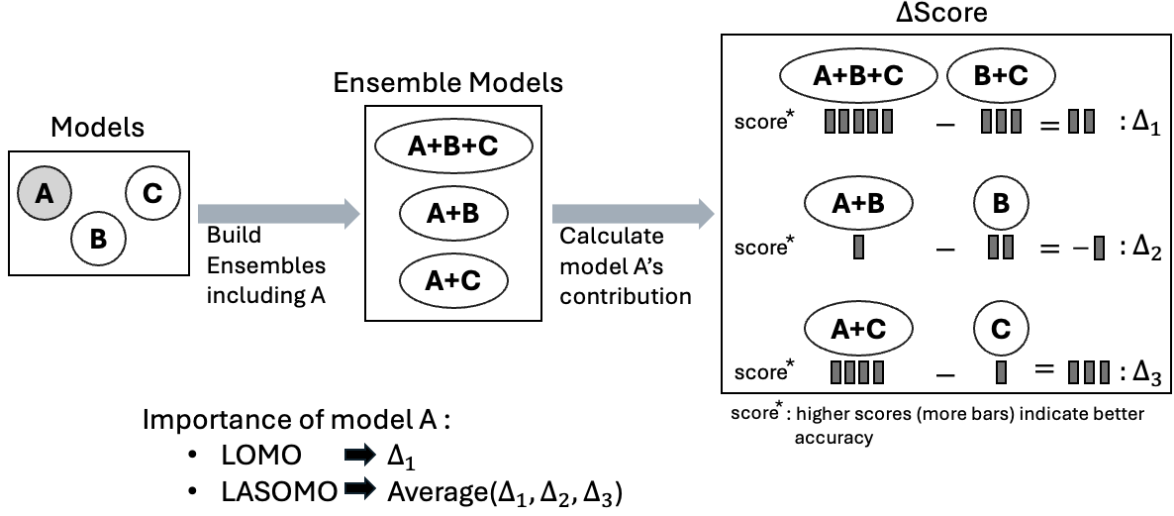 Models
A
C
B
Build
Ensembles
including A
Ensemble Models
A+B+C
A+B
A+C
Calculate
model A's
contribution
ΔScore
A+B+C B+C
score* − = : Δ₁
A+B B
score* − = − : Δ₂
A+C C
score* − = : Δ₃
score* : higher scores (more bars) indicate better
accuracy
Importance of model A :
• LOMO ➡ Δ₁
• LASOMO ➡ Average(Δ₁, Δ₂, Δ₃)